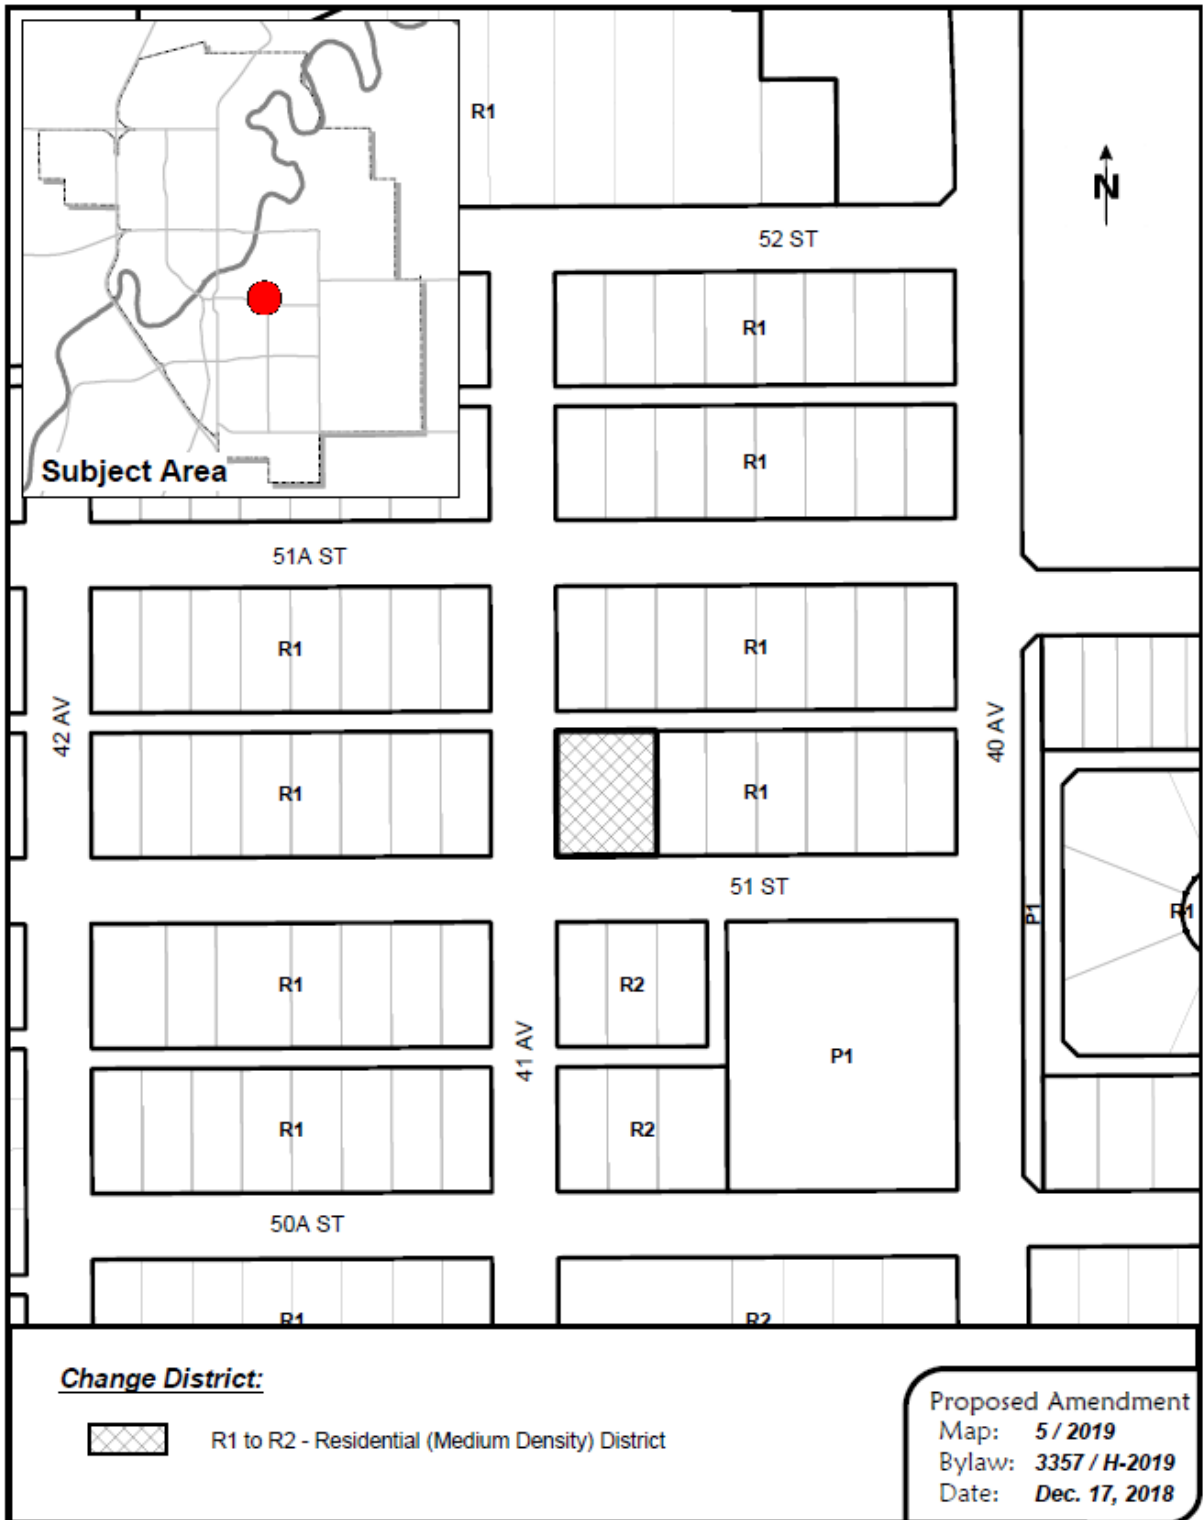 R1
N
52 ST
R1
Subject Area
R1
51A ST
R1
R1
42 AV
40 AV
R1
R1
51 ST
P1
R1
R1
R2
41 AV
P1
R1
R2
50A ST
R1
R2
Change District:
R1 to R2 - Residential (Medium Density) District
Proposed Amendment
Map: 5 / 2019
Bylaw: 3357 / H-2019
Date: Dec. 17, 2018